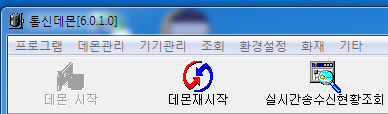 통신데몬[6.0.1.0]
프로그램 데몬관리 기기관리 조회 환경설정 화재 기타
데몬 시작 데몬재시작 실시간송수신현황조회